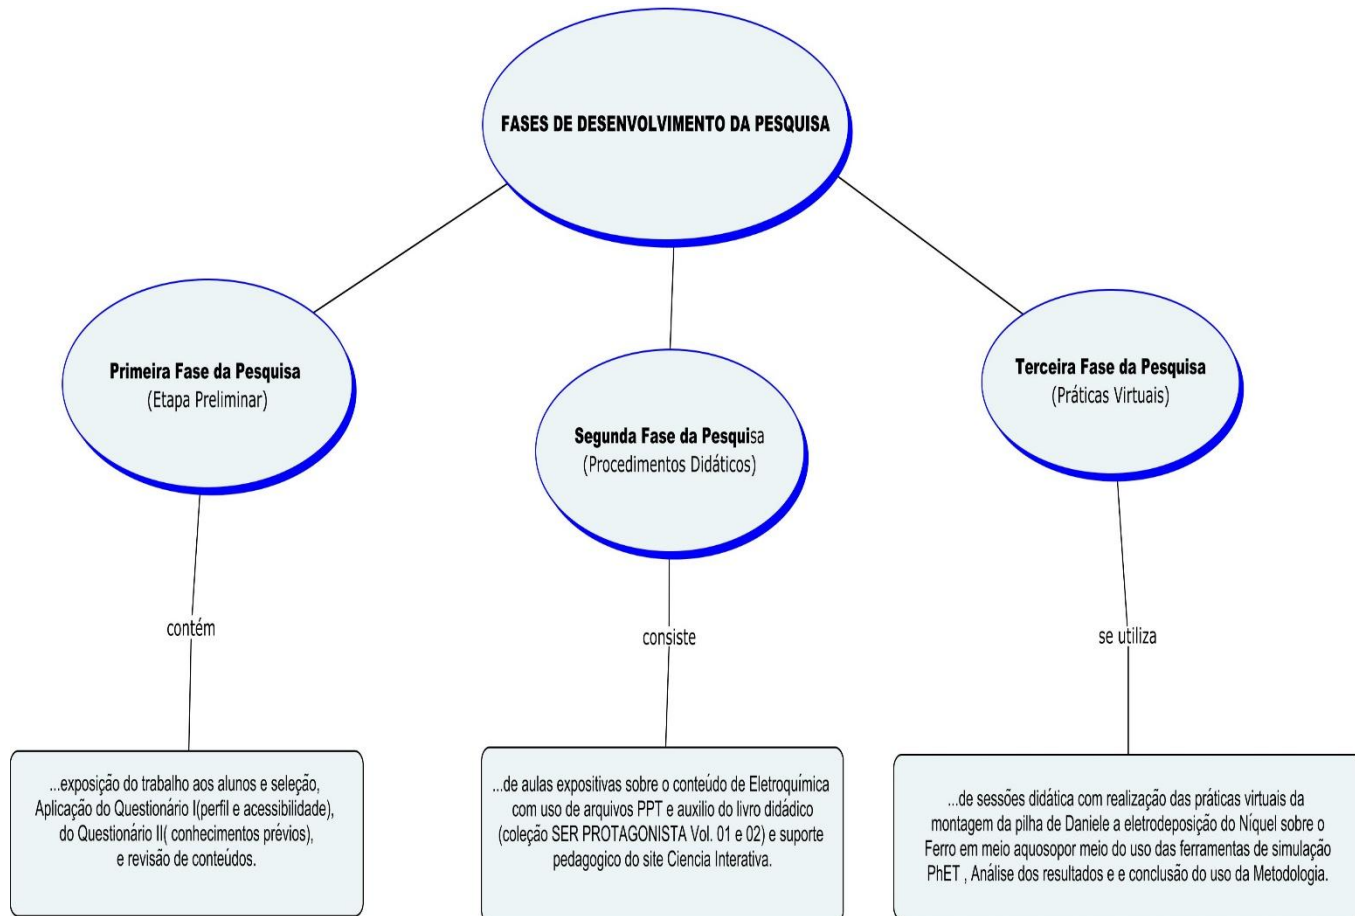 FASES DE DESENVOLVIMENTO DA PESQUISA
Primeira Fase da Pesquisa
(Etapa Preliminar)
Segunda Fase da Pesquisa
(Procedimentos Didáticos)
Terceira Fase da Pesquisa
(Práticas Virtuais)
contém
consiste
se utiliza
...exposição do trabalho aos alunos e seleção,
Aplicação do Questionário I(perfil e acessibilidade),
do Questionário II( conhecimentos prévios),
e revisão de conteúdos.
...de aulas expositivas sobre o conteúdo de Eletroquímica
com uso de arquivos PPT e auxilio do livro didádico
(coleção SER PROTAGONISTA Vol. 01 e 02) e suporte
pedagogico do site Ciencia Interativa.
...de sessões didática com realização das práticas virtuais da
montagem da pilha de Daniele a eletrodeposição do Níquel sobre o
Ferro em meio aquosopor meio do uso das ferramentas de simulação
PhET , Análise dos resultados e e conclusão do uso da Metodologia.